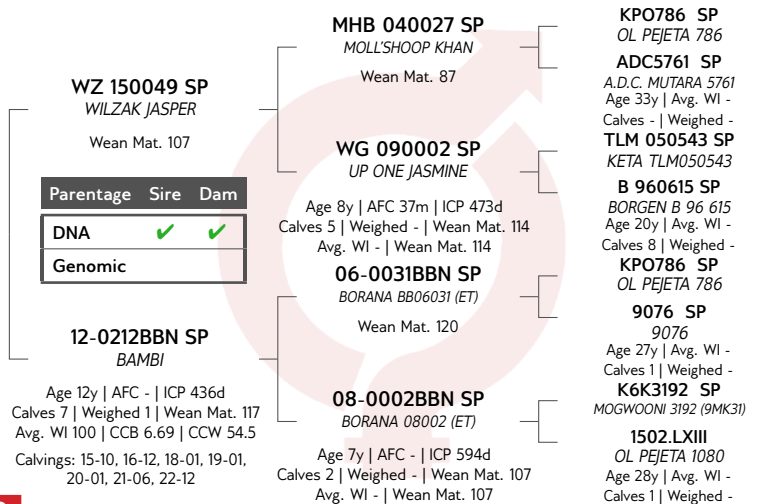 WZ 150049 SP
WILZAK JASPER
Wean Mat. 107
Parentage Sire Dam
DNA ✔ ✔
Genomic
12-0212BBN SP
BAMBI
Age 12y | AFC - | ICP 436d
Calves 7 | Weighed 1 | Wean Mat. 117
Avg. WI 100 | CCB 6.69 | CCW 54.5
Calvings: 15-10, 16-12, 18-01, 19-01,
20-01, 21-06, 22-12
MHB 040027 SP
MOLL'SHOOP KHAN
Wean Mat. 87
WG 090002 SP
UP ONE JASMINE
Age 8y | AFC 37m | ICP 473d
Calves 5 | Weighed - | Wean Mat. 114
Avg. WI - | Wean Mat. 114
06-0031BBN SP
BORANA BB06031 (ET)
Wean Mat. 120
08-0002BBN SP
BORANA 08002 (ET)
Age 7y | AFC - | ICP 594d
Calves 2 | Weighed - | Wean Mat. 107
Avg. WI - | Wean Mat. 107
KPO786 SP
OL PEJETA 786
ADC5761 SP
A.D.C. MUTARA 5761
Age 33y | Avg. WI -
Calves - | Weighed -
TLM 050543 SP
KETA TLM050543
B 960615 SP
BORGEN B 96 615
Age 20y | Avg. WI -
Calves 8 | Weighed -
KPO786 SP
OL PEJETA 786
9076 SP
9076
Age 27y | Avg. WI -
Calves 1 | Weighed -
K6K3192 SP
MOGWOONI 3192 (9MK31)
1502.LXIII
OL PEJETA 1080
Age 28y | Avg. WI -
Calves 1 | Weighed -